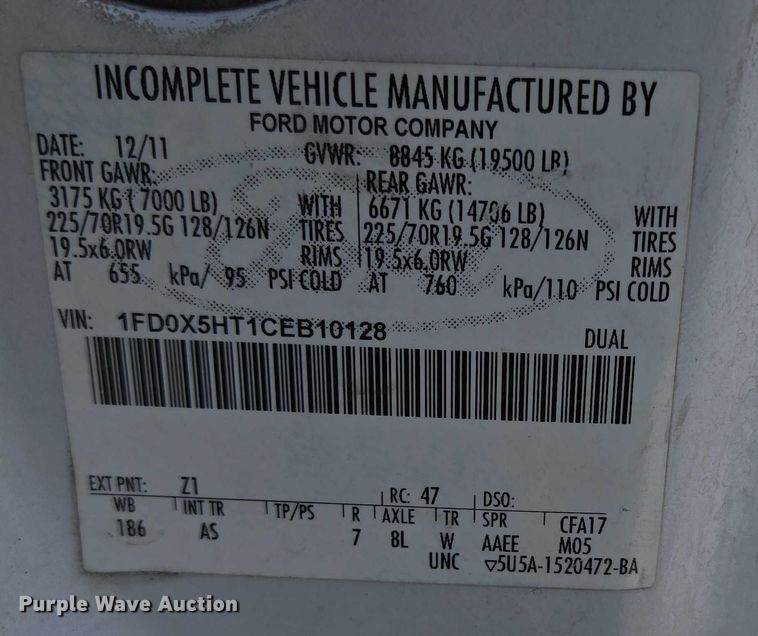 INCOMPLETE VEHICLE MANUFACTURED BY
FORD MOTOR COMPANY
DATE: 12/11 GVWR: 8845 KG (19500 LB)
FRONT GAWR: REAR GAWR:
3175 KG ( 7000 LB) WITH 6671 KG (14706 LB) WITH
225/70R19.5G 128/126N TIRES 225/70R19.5G 128/126N TIRES
19.5x6.0RW RIMS 19.5x6.0RW RIMS
AT 655 kPa/ 95 PSI COLD AT 760 kPa/110 PSI COLD
VIN: 1FD0X5HT1CEB10128 DUAL
EXT PNT: Z1 RC: 47 DSO:
WB INT TR TP/PS R AXLE TR SPR CFA17
186 AS 7 8L W AAEE M05
UNC ▽5U5A-1520472-BA
Purple Wave Auction